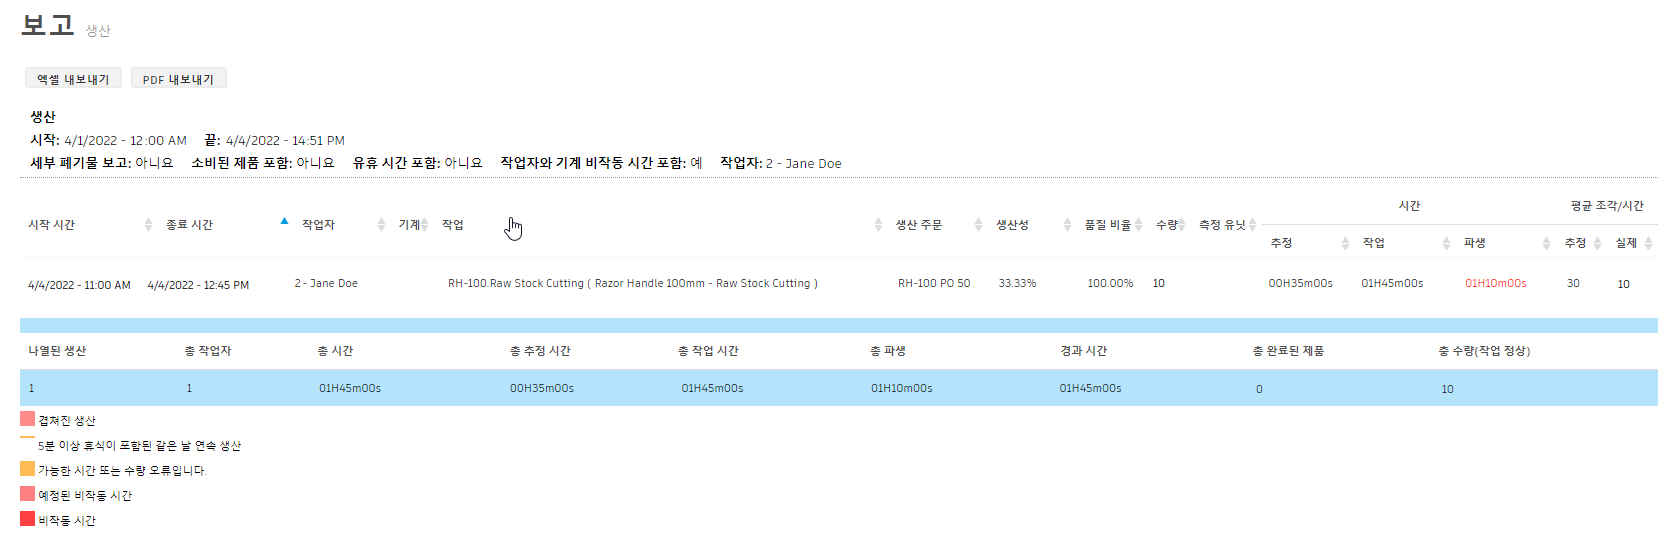 보고 생산
엑셀 내보내기 PDF 내보내기
생산
시작: 4/1/2022 - 12:00 AM 끝: 4/4/2022 - 14:51 PM
세부 폐기물 보고: 아니요 소비된 제품 포함: 아니요 유휴 시간 포함: 아니요 작업자와 기계 비작동 시간 포함: 예 작업자: 2 - Jane Doe
시간 평균 조각/시간
시작 시간 종료 시간 작업자 기계 작업 생산 주문 생산성 품질 비율 수량 측정 유닛
추정 작업 파생 추정 실제
4/4/2022 - 11:00 AM 4/4/2022 - 12:45 PM 2 - Jane Doe RH-100.Raw Stock Cutting ( Razor Handle 100mm - Raw Stock Cutting ) RH-100 PO 50 33.33% 100.00% 10 00H35m00s 01H45m00s 01H10m00s 30 10
나열된 생산 총 작업자 총 시간 총 추정 시간 총 작업 시간 총 파생 경과 시간 총 완료된 제품 총 수량(작업 정상)
1 1 01H45m00s 00H35m00s 01H45m00s 01H10m00s 01H45m00s 0 10
겹쳐진 생산
5분 이상 휴식이 포함된 같은 날 연속 생산
가능한 시간 또는 수량 오류입니다.
예정된 비작동 시간
비작동 시간